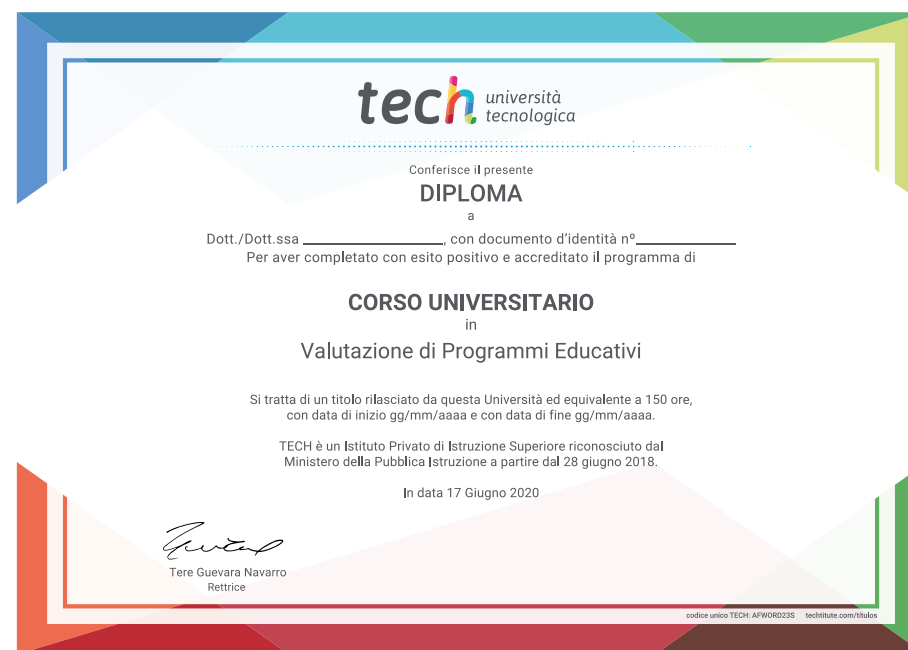 tech università
tecnologica
Conferisce il presente
DIPLOMA
a
Dott./Dott.ssa ____________________, con documento d'identità nº______________
Per aver completato con esito positivo e accreditato il programma di
CORSO UNIVERSITARIO
in
Valutazione di Programmi Educativi
Si tratta di un titolo rilasciato da questa Università ed equivalente a 150 ore,
con data di inizio gg/mm/aaaa e con data di fine gg/mm/aaaa.
TECH è un Istituto Privato di Istruzione Superiore riconosciuto dal
Ministero della Pubblica Istruzione a partire dal 28 giugno 2018.
In data 17 Giugno 2020
Tere Guevara Navarro
Rettrice
codice unico TECH: AFWORD23S techtitute.com/titulos